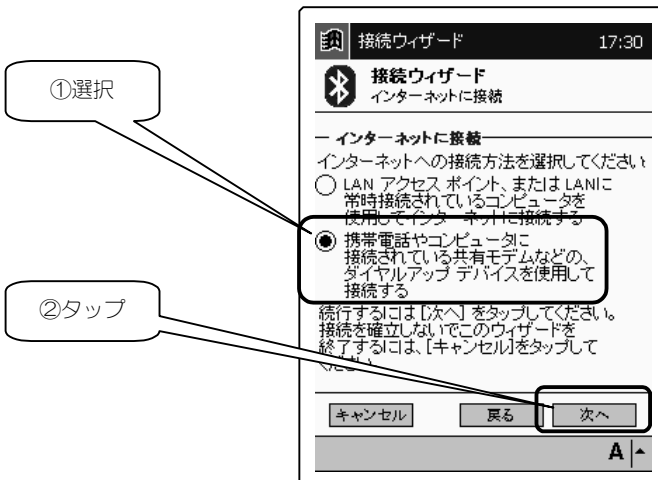 接続ウィザード 17:30
接続ウィザード
インターネットに接続
①選択
インターネットに接続
インターネットへの接続方法を選択してください
LAN アクセス ポイント、または LANに
常時接続されているコンピュータを
使用してインターネットに接続する
携帯電話やコンピュータに
接続されている共有モデムなどの、
ダイヤルアップ デバイスを使用して
接続する
②タップ
続行するには [次へ] をタップしてください。
接続を確立しないでこのウィザードを
終了するには、[キャンセル]をタップして
ください
キャンセル 戻る 次へ
A